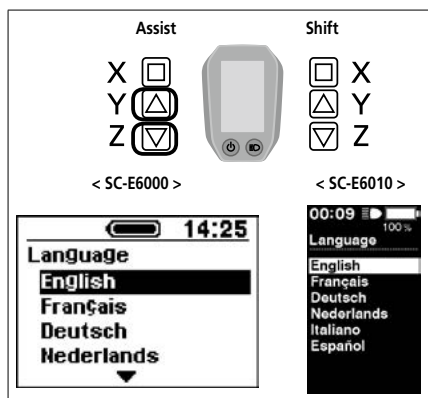 Assist Shift
X X
Y Y
Z Z
< SC-E6000 > < SC-E6010 >
14:25
Language
English
Français
Deutsch
Nederlands
00:09
100%
Language
English
Français
Deutsch
Nederlands
Italiano
Español